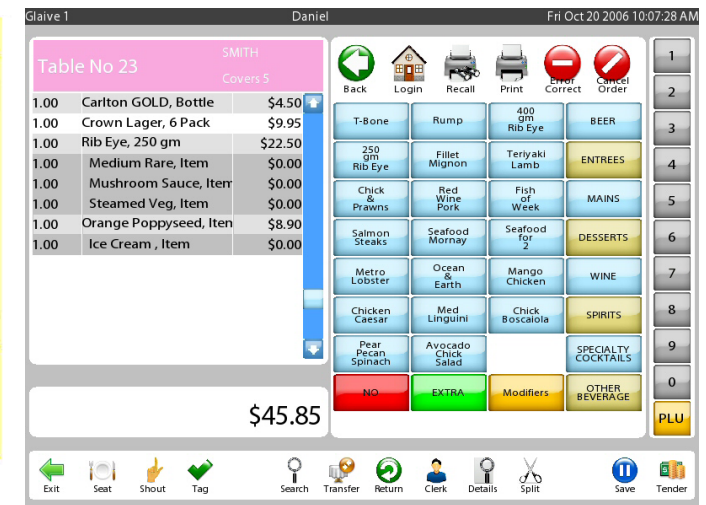 Glaive 1 Daniel Fri Oct 20 2006 10:07:28 AM
Table No 23 SMITH
Covers 5
1.00 Carlton GOLD, Bottle $4.50
1.00 Crown Lager, 6 Pack $9.95
1.00 Rib Eye, 250 gm $22.50
1.00 Medium Rare, Item $0.00
1.00 Mushroom Sauce, Item $0.00
1.00 Steamed Veg, Item $0.00
1.00 Orange Poppyseed, Iten $8.90
1.00 Ice Cream , Item $0.00
$45.85
Back Login Recall Print Error Correct Cancel Order
T-Bone Rump 400 gm Rib Eye BEER
250 gm Rib Eye Fillet Mignon Teriyaki Lamb ENTREES
Chick & Prawns Red Wine Pork Fish of Week MAINS
Salmon Steaks Seafood Mornay Seafood for 2 DESSERTS
Metro Lobster Ocean & Earth Mango Chicken WINE
Chicken Caesar Med Linguini Chick Boscaiola SPIRITS
Pear Pecan Spinach Avocado Chick Salad SPECIALTY COCKTAILS
NO EXTRA Modifiers OTHER BEVERAGE
1
2
3
4
5
6
7
8
9
0
PLU
Exit Seat Shout Tag Search Transfer Return Clerk Details Split Save Tender